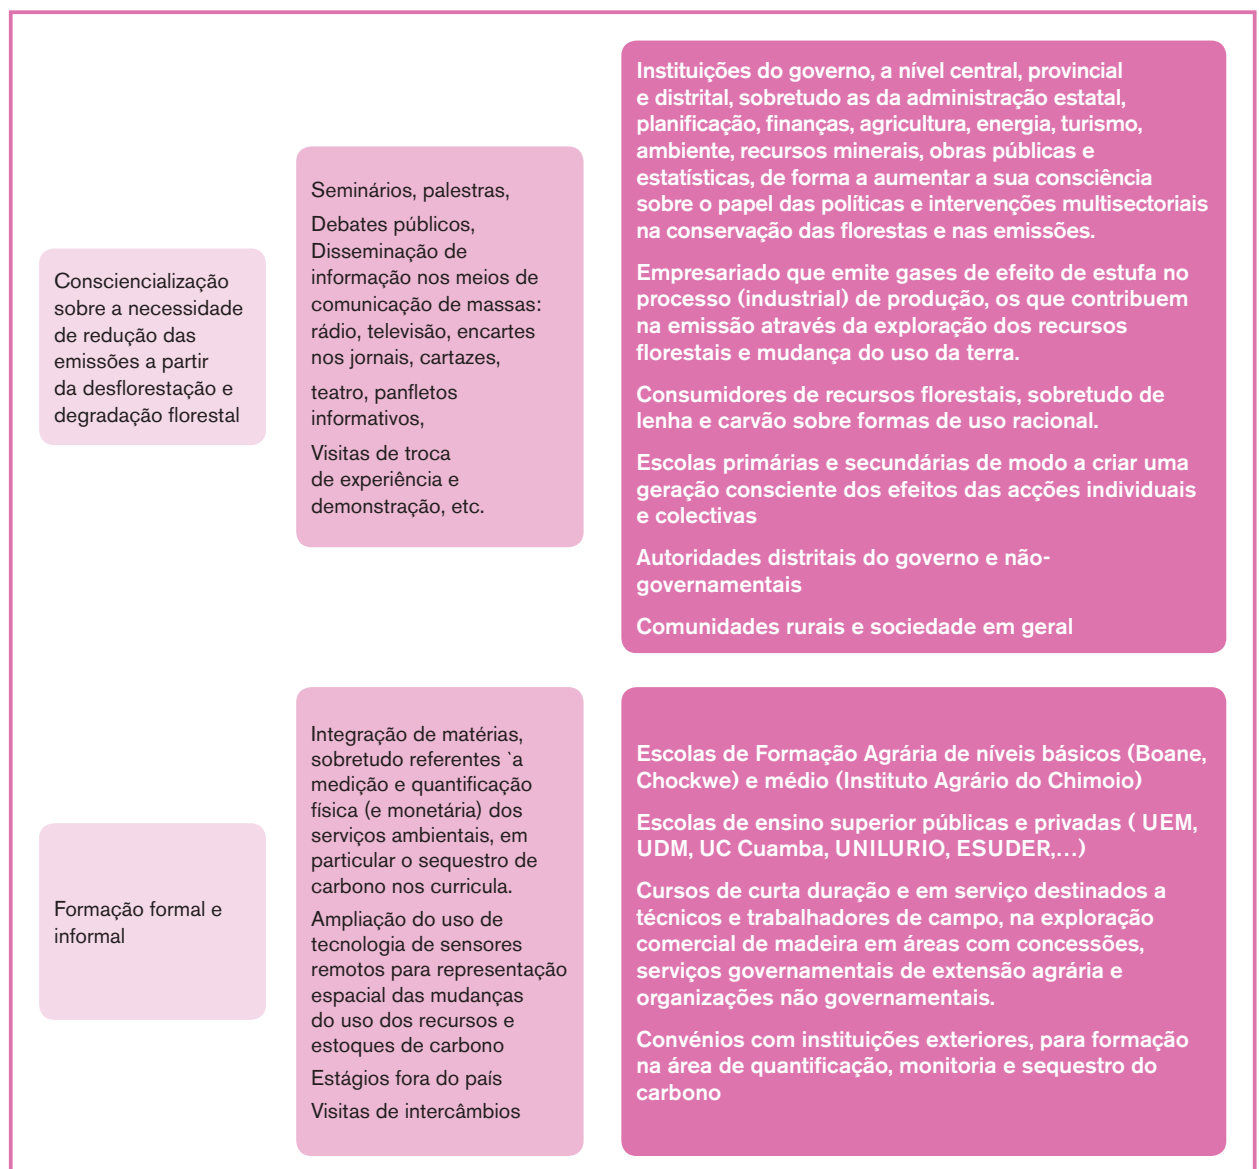 Consciencialização
sobre a necessidade
de redução das
emissões a partir
da desflorestação e
degradação florestal
Seminários, palestras,
Debates públicos,
Disseminação de
informação nos meios de
comunicação de massas:
rádio, televisão, encartes
nos jornais, cartazes,
teatro, panfletos
informativos,
Visitas de troca
de experiência e
demonstração, etc.
Instituições do governo, a nível central, provincial
e distrital, sobretudo as da administração estatal,
planificação, finanças, agricultura, energia, turismo,
ambiente, recursos minerais, obras públicas e
estatísticas, de forma a aumentar a sua consciência
sobre o papel das políticas e intervenções multisectoriais
na conservação das florestas e nas emissões.
Empresariado que emite gases de efeito de estufa no
processo (industrial) de produção, os que contribuem
na emissão através da exploração dos recursos
florestais e mudança do uso da terra.
Consumidores de recursos florestais, sobretudo de
lenha e carvão sobre formas de uso racional.
Escolas primárias e secundárias de modo a criar uma
geração consciente dos efeitos das acções individuais
e colectivas
Autoridades distritais do governo e não-
governamentais
Comunidades rurais e sociedade em geral
Formação formal e
informal
Integração de matérias,
sobretudo referentes `a
medição e quantificação
física (e monetária) dos
serviços ambientais, em
particular o sequestro de
carbono nos curricula.
Ampliação do uso de
tecnologia de sensores
remotos para representação
espacial das mudanças
do uso dos recursos e
estoques de carbono
Estágios fora do país
Visitas de intercâmbios
Escolas de Formação Agrária de níveis básicos (Boane,
Chockwe) e médio (Instituto Agrário do Chimoio)
Escolas de ensino superior públicas e privadas ( UEM,
UDM, UC Cuamba, UNILURIO, ESUDER,…)
Cursos de curta duração e em serviço destinados a
técnicos e trabalhadores de campo, na exploração
comercial de madeira em áreas com concessões,
serviços governamentais de extensão agrária e
organizações não governamentais.
Convénios com instituições exteriores, para formação
na área de quantificação, monitoria e sequestro do
carbono